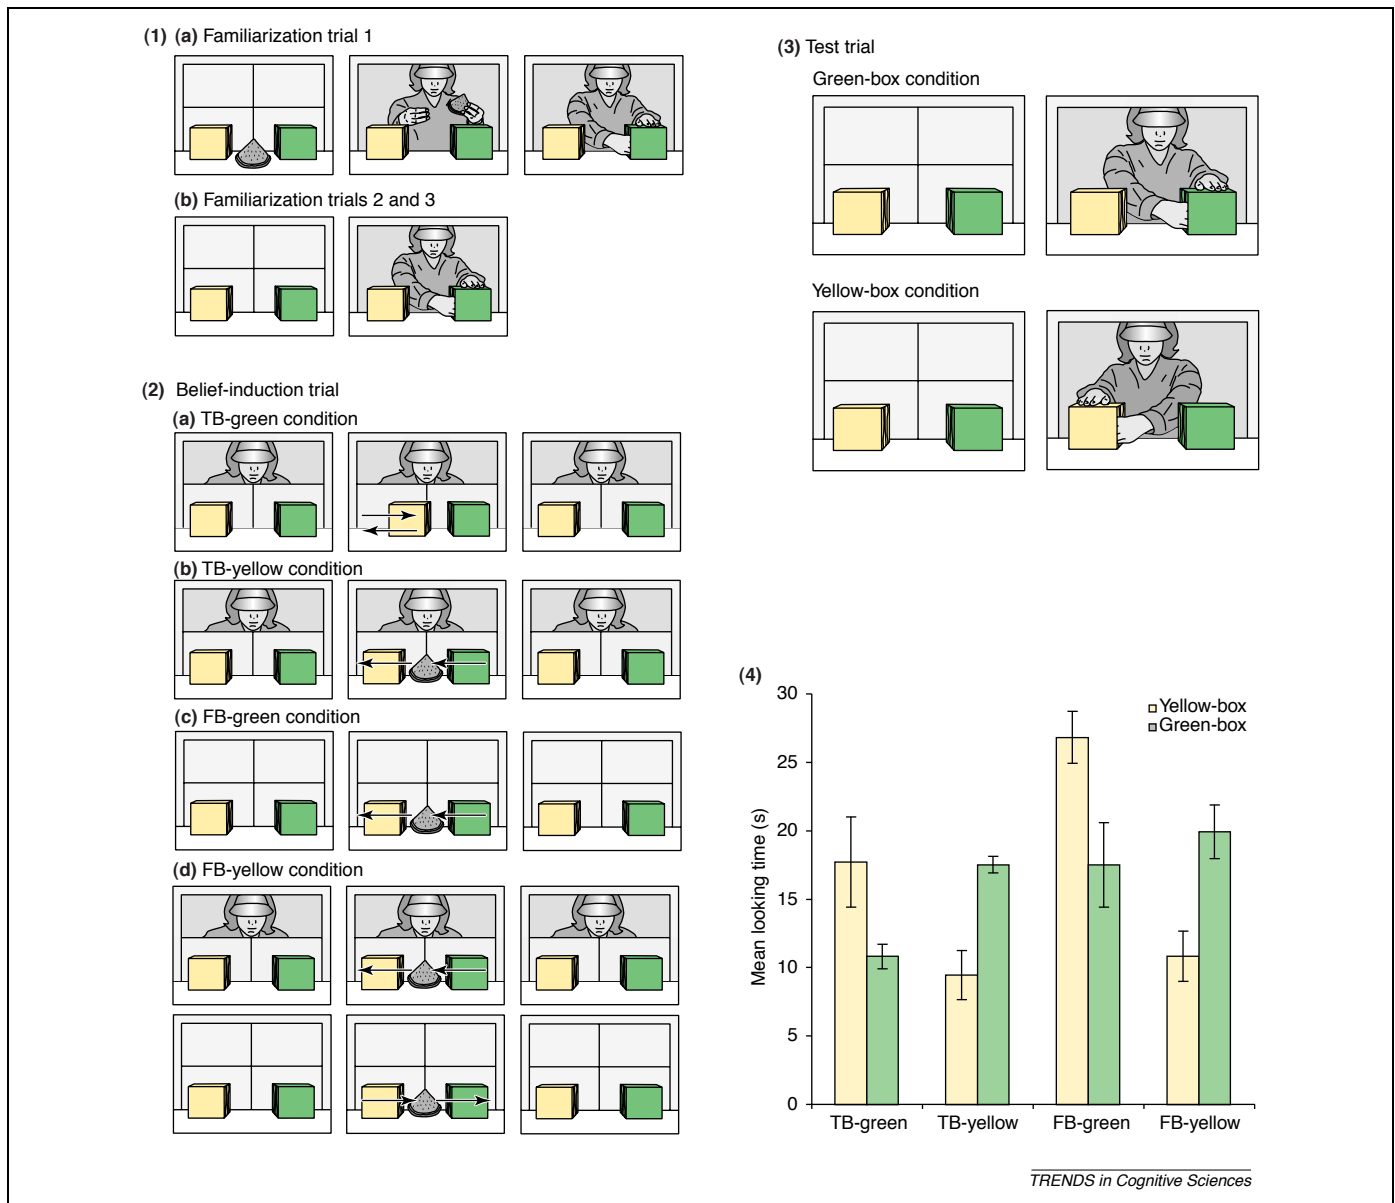 (1) (a) Familiarization trial 1
(b) Familiarization trials 2 and 3
(2) Belief-induction trial
(a) TB-green condition
(b) TB-yellow condition
(c) FB-green condition
(d) FB-yellow condition
(3) Test trial
Green-box condition
Yellow-box condition
(4)
30
25
20
15
10
5
0
Mean looking time (s)
Yellow-box
Green-box
TB-green TB-yellow FB-green FB-yellow
TRENDS in Cognitive Sciences